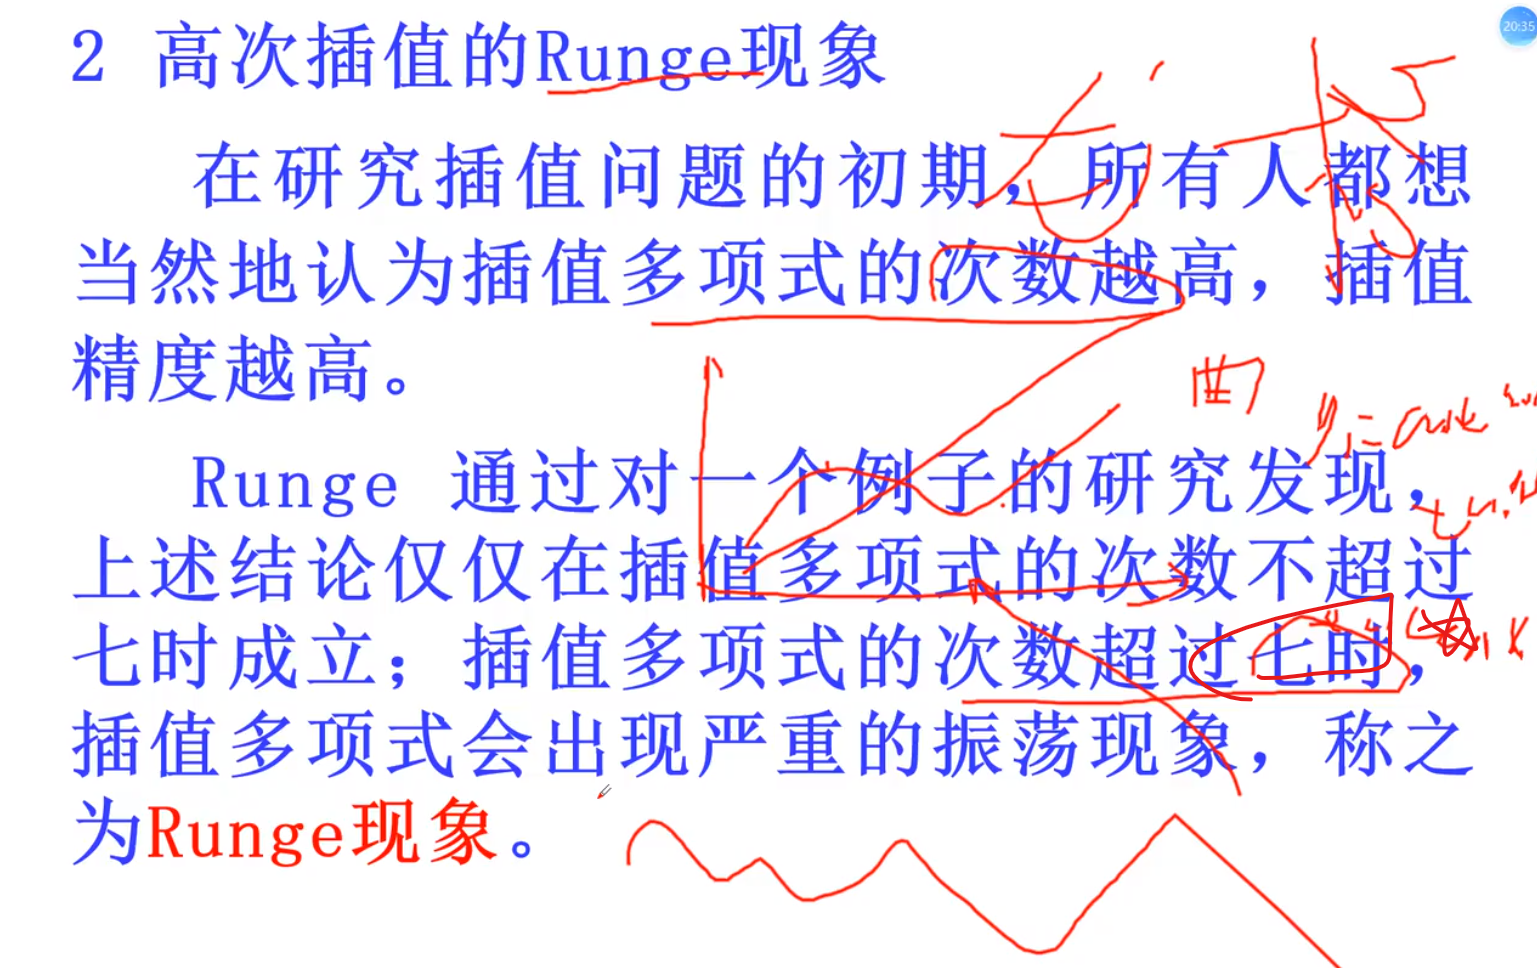 20:35
2 高次插值的Runge现象
在研究插值问题的初期，所有人都想
当然地认为插值多项式的次数越高，插值
精度越高。
Runge 通过对一个例子的研究发现，
上述结论仅仅在插值多项式的次数不超过
七时成立；插值多项式的次数超过七时，
插值多项式会出现严重的振荡现象，称之
为Runge现象。